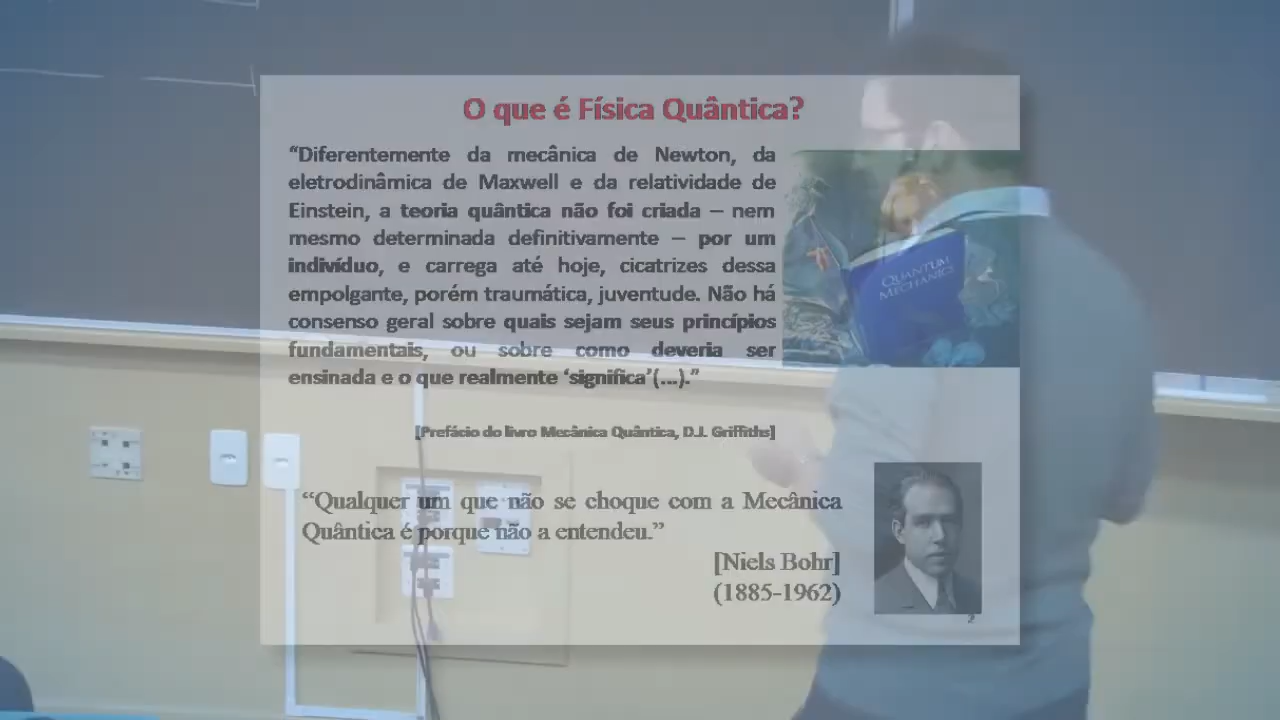 O que é Física Quântica?
“Diferentemente da mecânica de Newton, da
eletrodinâmica de Maxwell e da relatividade de
Einstein, a teoria quântica não foi criada – nem
mesmo determinada definitivamente – por um
indivíduo, e carrega até hoje, cicatrizes dessa
empolgante, porém traumática, juventude. Não há
consenso geral sobre quais sejam seus princípios
fundamentais, ou sobre como deveria ser
ensinada e o que realmente ‘significa’(...).”
QUANTUM
MECHANICS
[Prefácio do livro Mecânica Quântica, D.J. Griffiths]
“Qualquer um que não se choque com a Mecânica
Quântica é porque não a entendeu.”
[Niels Bohr]
(1885-1962)
2